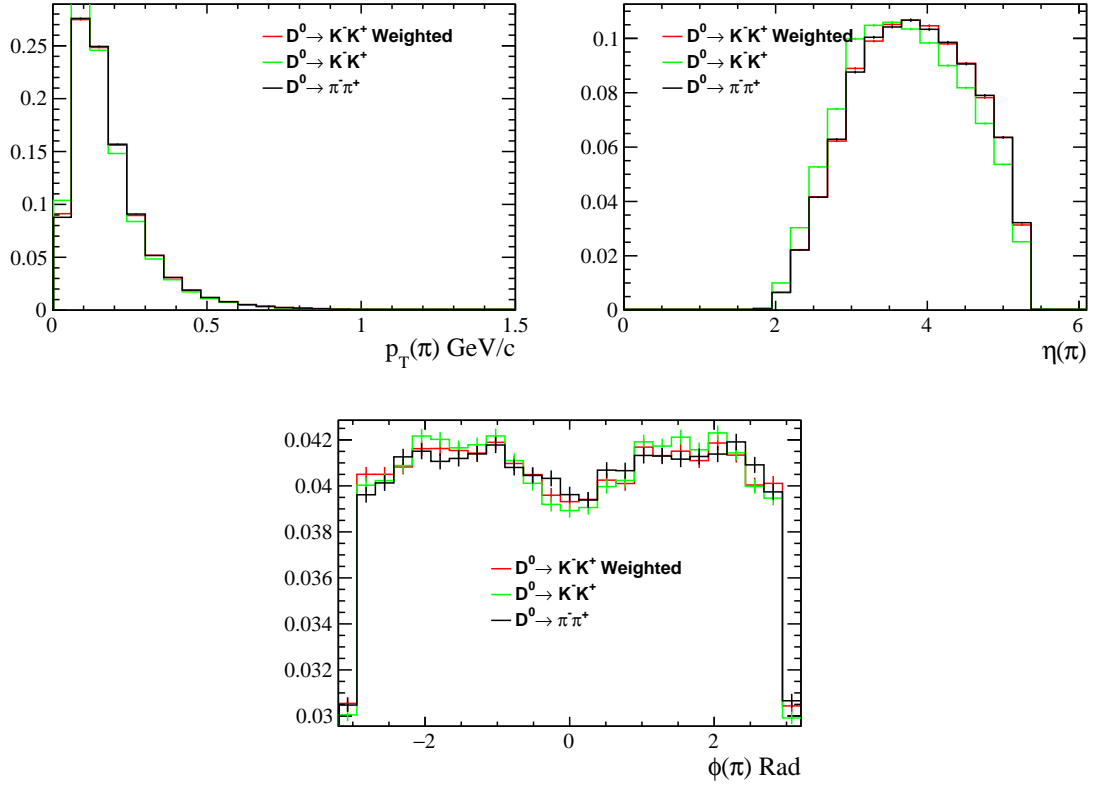 0.25
0.2
0.15
0.1
0.05
0
0 0.5 1 1.5
p_T(π) GeV/c
D⁰→ K⁻K⁺ Weighted
D⁰→ K⁻K⁺
D⁰→ π⁻π⁺
0.1
0.08
0.06
0.04
0.02
0
0 2 4 6
η(π)
D⁰→ K⁻K⁺ Weighted
D⁰→ K⁻K⁺
D⁰→ π⁻π⁺
0.042
0.04
0.038
0.036
0.034
0.032
0.03
−2 0 2
ϕ(π) Rad
D⁰→ K⁻K⁺ Weighted
D⁰→ K⁻K⁺
D⁰→ π⁻π⁺